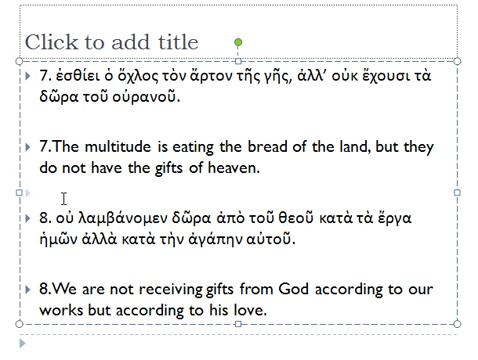 Click to add title
7. ἐσθίει ὁ ὄχλος τὸν ἄρτον τῆς γῆς, ἀλλ’ οὐκ ἔχουσι τὰ
δῶρα τοῦ οὐρανοῦ.
7.The multitude is eating the bread of the land, but they
do not have the gifts of heaven.
8. οὐ λαμβάνομεν δῶρα ἀπὸ τοῦ θεοῦ κατὰ τὰ ἔργα
ἡμῶν ἀλλὰ κατὰ τὴν ἀγάπην αὐτοῦ.
8.We are not receiving gifts from God according to our
works but according to his love.